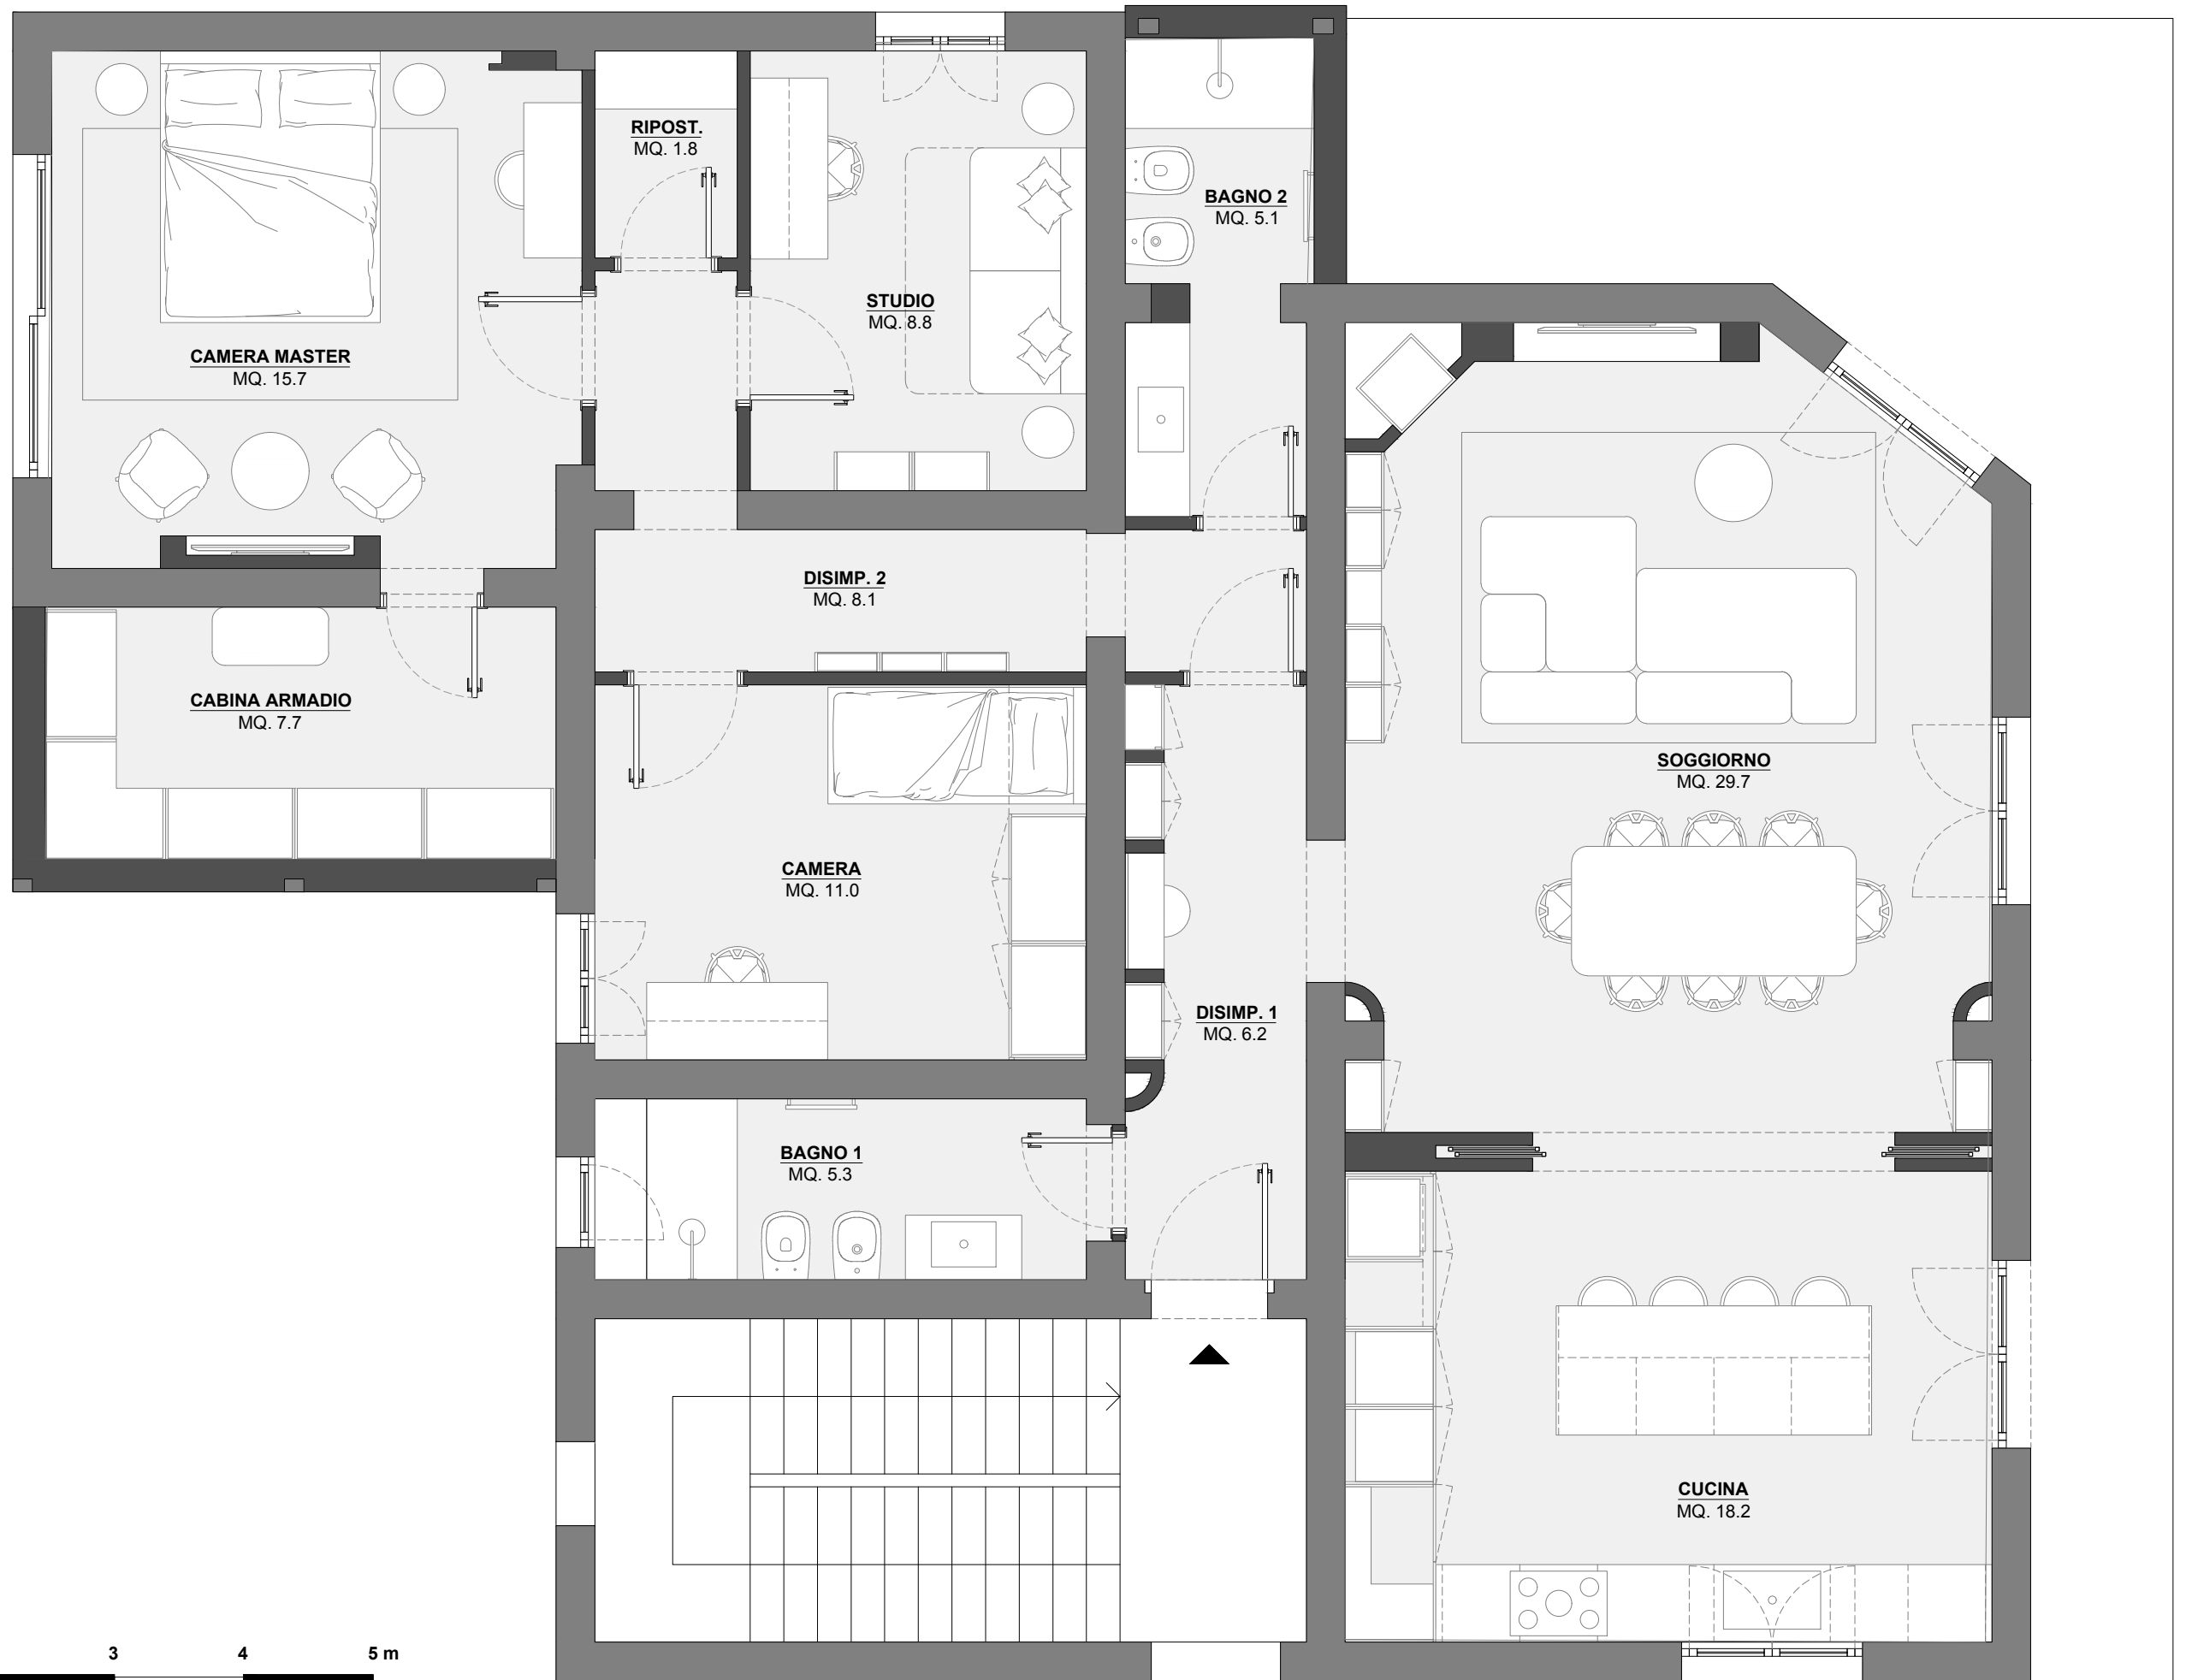 RIPOST.
MQ. 1.8
BAGNO 2
MQ. 5.1
STUDIO
MQ. 8.8
CAMERA MASTER
MQ. 15.7
DISIMP. 2
MQ. 8.1
CABINA ARMADIO
MQ. 7.7
SOGGIORNO
MQ. 29.7
CAMERA
MQ. 11.0
DISIMP. 1
MQ. 6.2
BAGNO 1
MQ. 5.3
CUCINA
MQ. 18.2
3 4 5 m